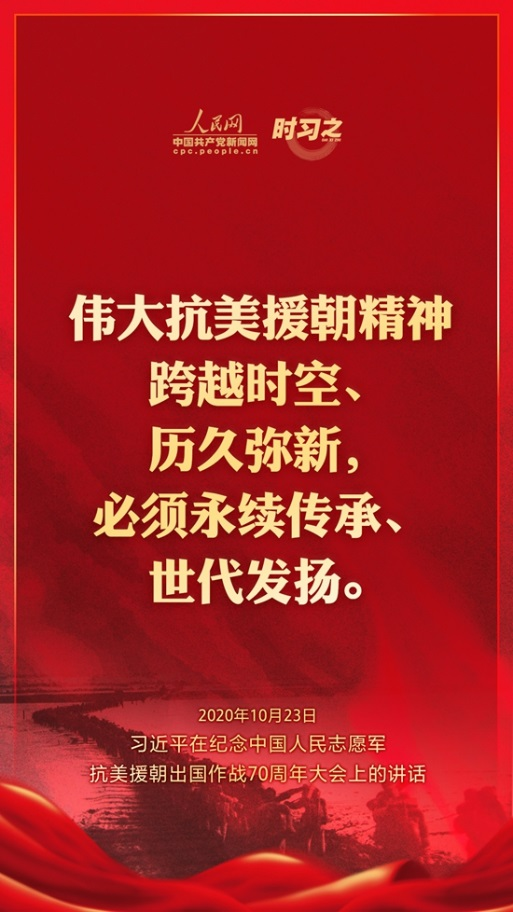 人民网
中国共产党新闻网
cpc.people.cn
时习之
伟大抗美援朝精神
跨越时空、
历久弥新，
必须永续传承、
世代发扬。
2020年10月23日
习近平在纪念中国人民志愿军
抗美援朝出国作战70周年大会上的讲话